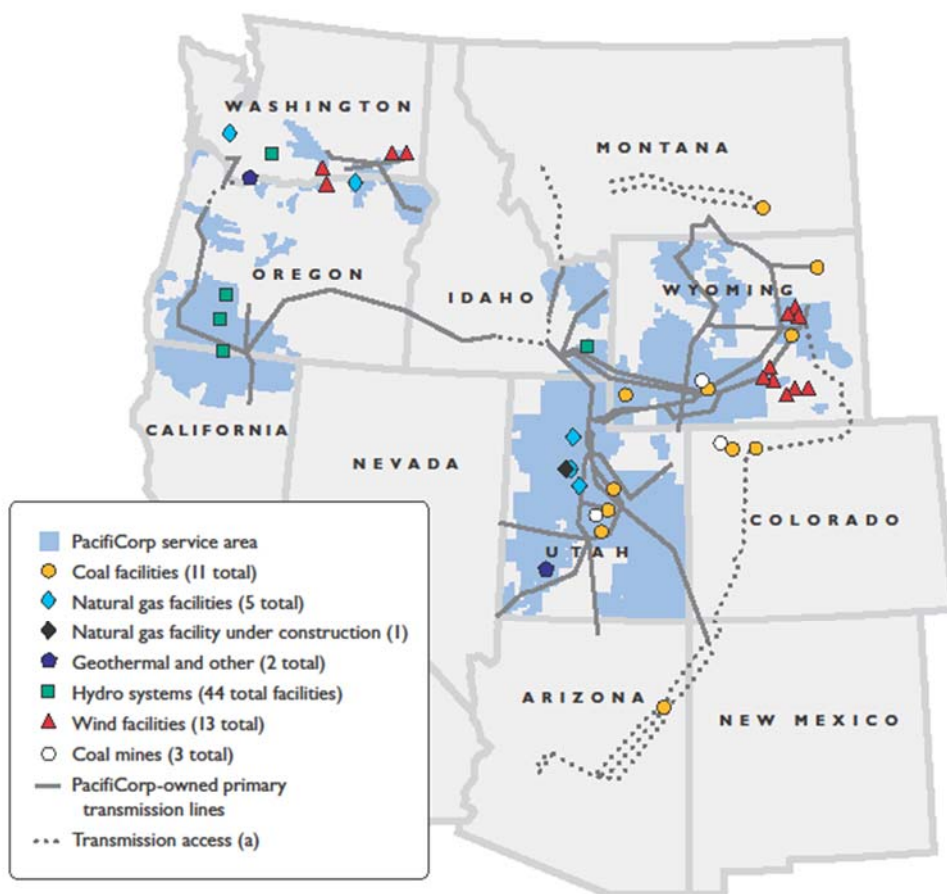 WASHINGTON
MONTANA
OREGON
IDAHO
WYOMING
CALIFORNIA
NEVADA
UTAH
COLORADO
ARIZONA
NEW MEXICO
PacifiCorp service area
Coal facilities (11 total)
Natural gas facilities (5 total)
Natural gas facility under construction (1)
Geothermal and other (2 total)
Hydro systems (44 total facilities)
Wind facilities (13 total)
Coal mines (3 total)
PacifiCorp-owned primary
transmission lines
Transmission access (a)